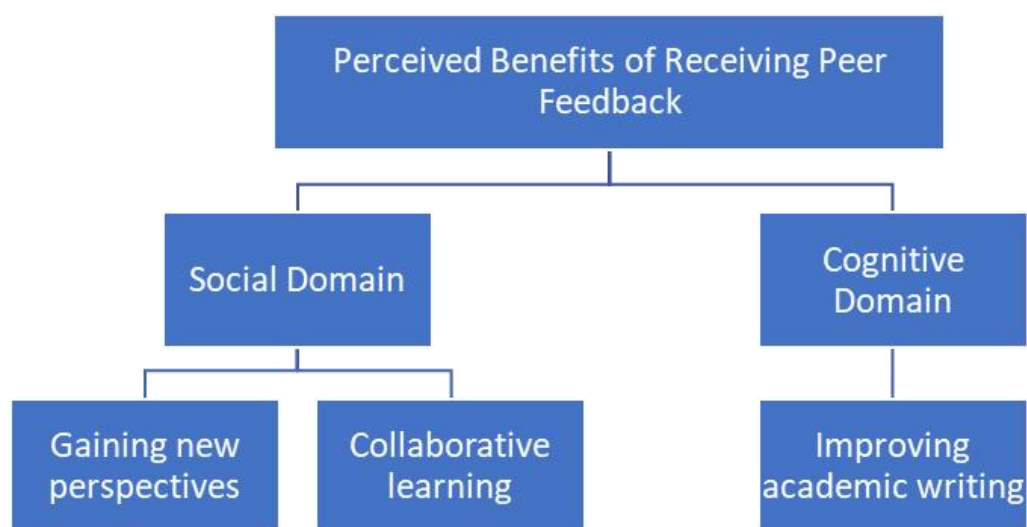 Perceived Benefits of Receiving Peer
Feedback
Social Domain
Cognitive
Domain
Gaining new
perspectives
Collaborative
learning
Improving
academic writing